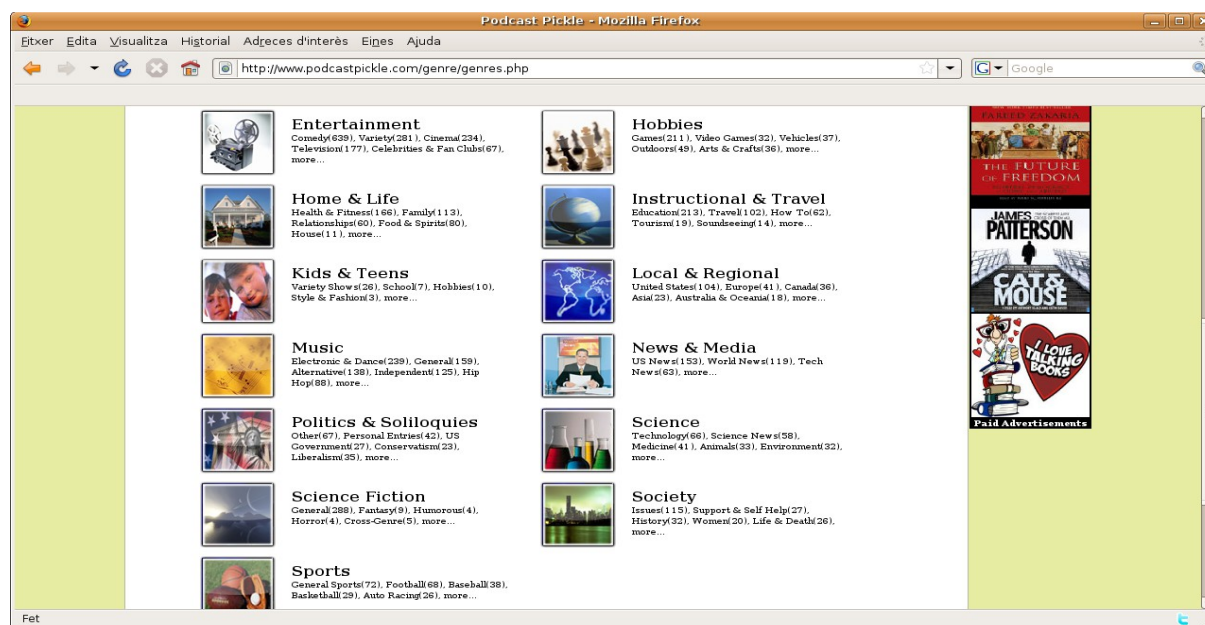 Podcast Pickle - Mozilla Firefox
Fitxer Edita Visualitza Historial Adreces d'interès Eines Ajuda
http://www.podcastpickle.com/genre/genres.php
Google
Entertainment
Comedy(639), Variety(281), Cinema(234),
Television(177), Celebrities & Fan Clubs(67),
more...
Hobbies
Games(211), Video Games(32), Vehicles(37),
Outdoors(49), Arts & Crafts(36), more...
Home & Life
Health & Fitness(166), Family(113),
Relationships(60), Food & Spirits(80),
House(11), more...
Instructional & Travel
Education(213), Travel(102), How To(62),
Tourism(19), Soundseeing(14), more...
Kids & Teens
Variety Shows(26), School(7), Hobbies(10),
Style & Fashion(3), more...
Local & Regional
United States(104), Europe(41), Canada(36),
Asia(23), Australia & Oceania(18), more...
Music
Electronic & Dance(239), General(159),
Alternative(138), Independent(125), Hip
Hop(88), more...
News & Media
US News(153), World News(119), Tech
News(63), more...
Politics & Soliloquies
Other(67), Personal Entries(42), US
Government(27), Conservatism(23),
Liberalism(35), more...
Science
Technology(66), Science News(58),
Medicine(41), Animals(33), Environment(32),
more...
Science Fiction
General(288), Fantasy(9), Humorous(4),
Horror(4), Cross-Genre(5), more...
Society
Issues(115), Support & Self Help(27),
History(32), Women(20), Life & Death(26),
more...
Sports
General Sports(72), Football(68), Baseball(38),
Basketball(29), Auto Racing(26), more...
FAREED ZAKARIA
THE FUTURE
OF FREEDOM
JAMES
PATTERSON
CAT &
MOUSE
I LOVE
TALKING
BOOKS
Paid Advertisements
Fet